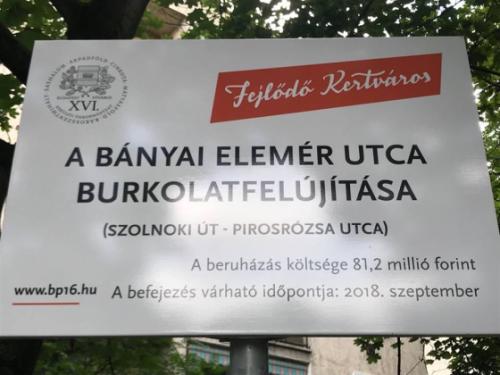 XVI.
Fejlődő Kertváros
A BÁNYAI ELEMÉR UTCA
BURKOLATFELÚJÍTÁSA
(SZOLNOKI ÚT - PIROSRÓZSA UTCA)
A beruházás költsége 81,2 millió forint
www.bp16.hu A befejezés várható időpontja: 2018. szeptember